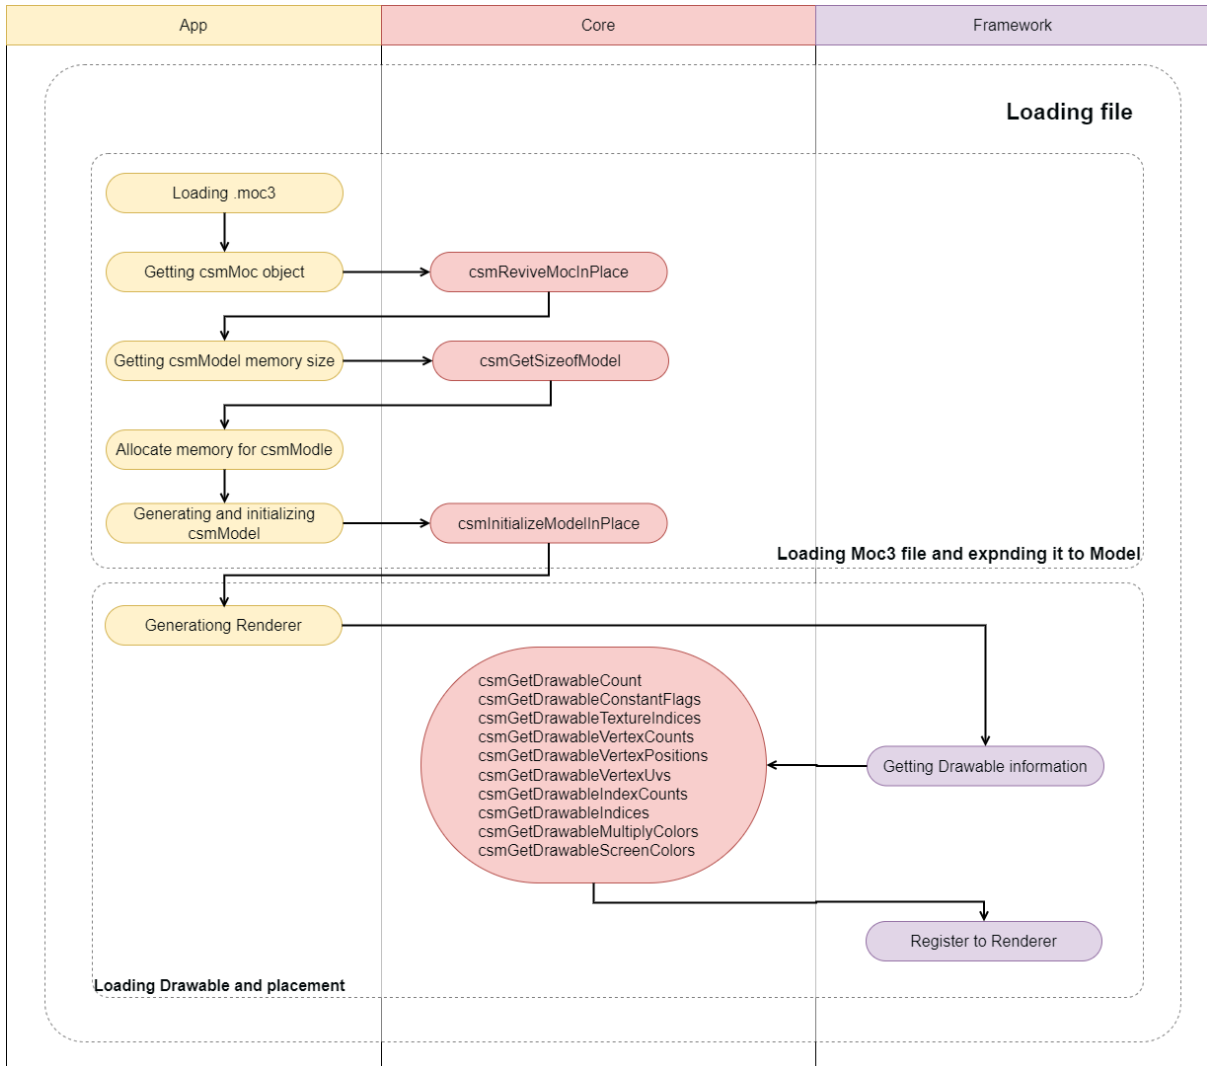 App
Core
Framework
Loading file
Loading .moc3
Getting csmMoc object
csmReviveMocInPlace
Getting csmModel memory size
csmGetSizeofModel
Allocate memory for csmModle
Generating and initializing
csmModel
csmInitializeModelInPlace
Loading Moc3 file and expnding it to Model
Generationg Renderer
csmGetDrawableCount
csmGetDrawableConstantFlags
csmGetDrawableTextureIndices
csmGetDrawableVertexCounts
csmGetDrawableVertexPositions
csmGetDrawableVertexUvs
csmGetDrawableIndexCounts
csmGetDrawableIndices
csmGetDrawableMultiplyColors
csmGetDrawableScreenColors
Getting Drawable information
Register to Renderer
Loading Drawable and placement